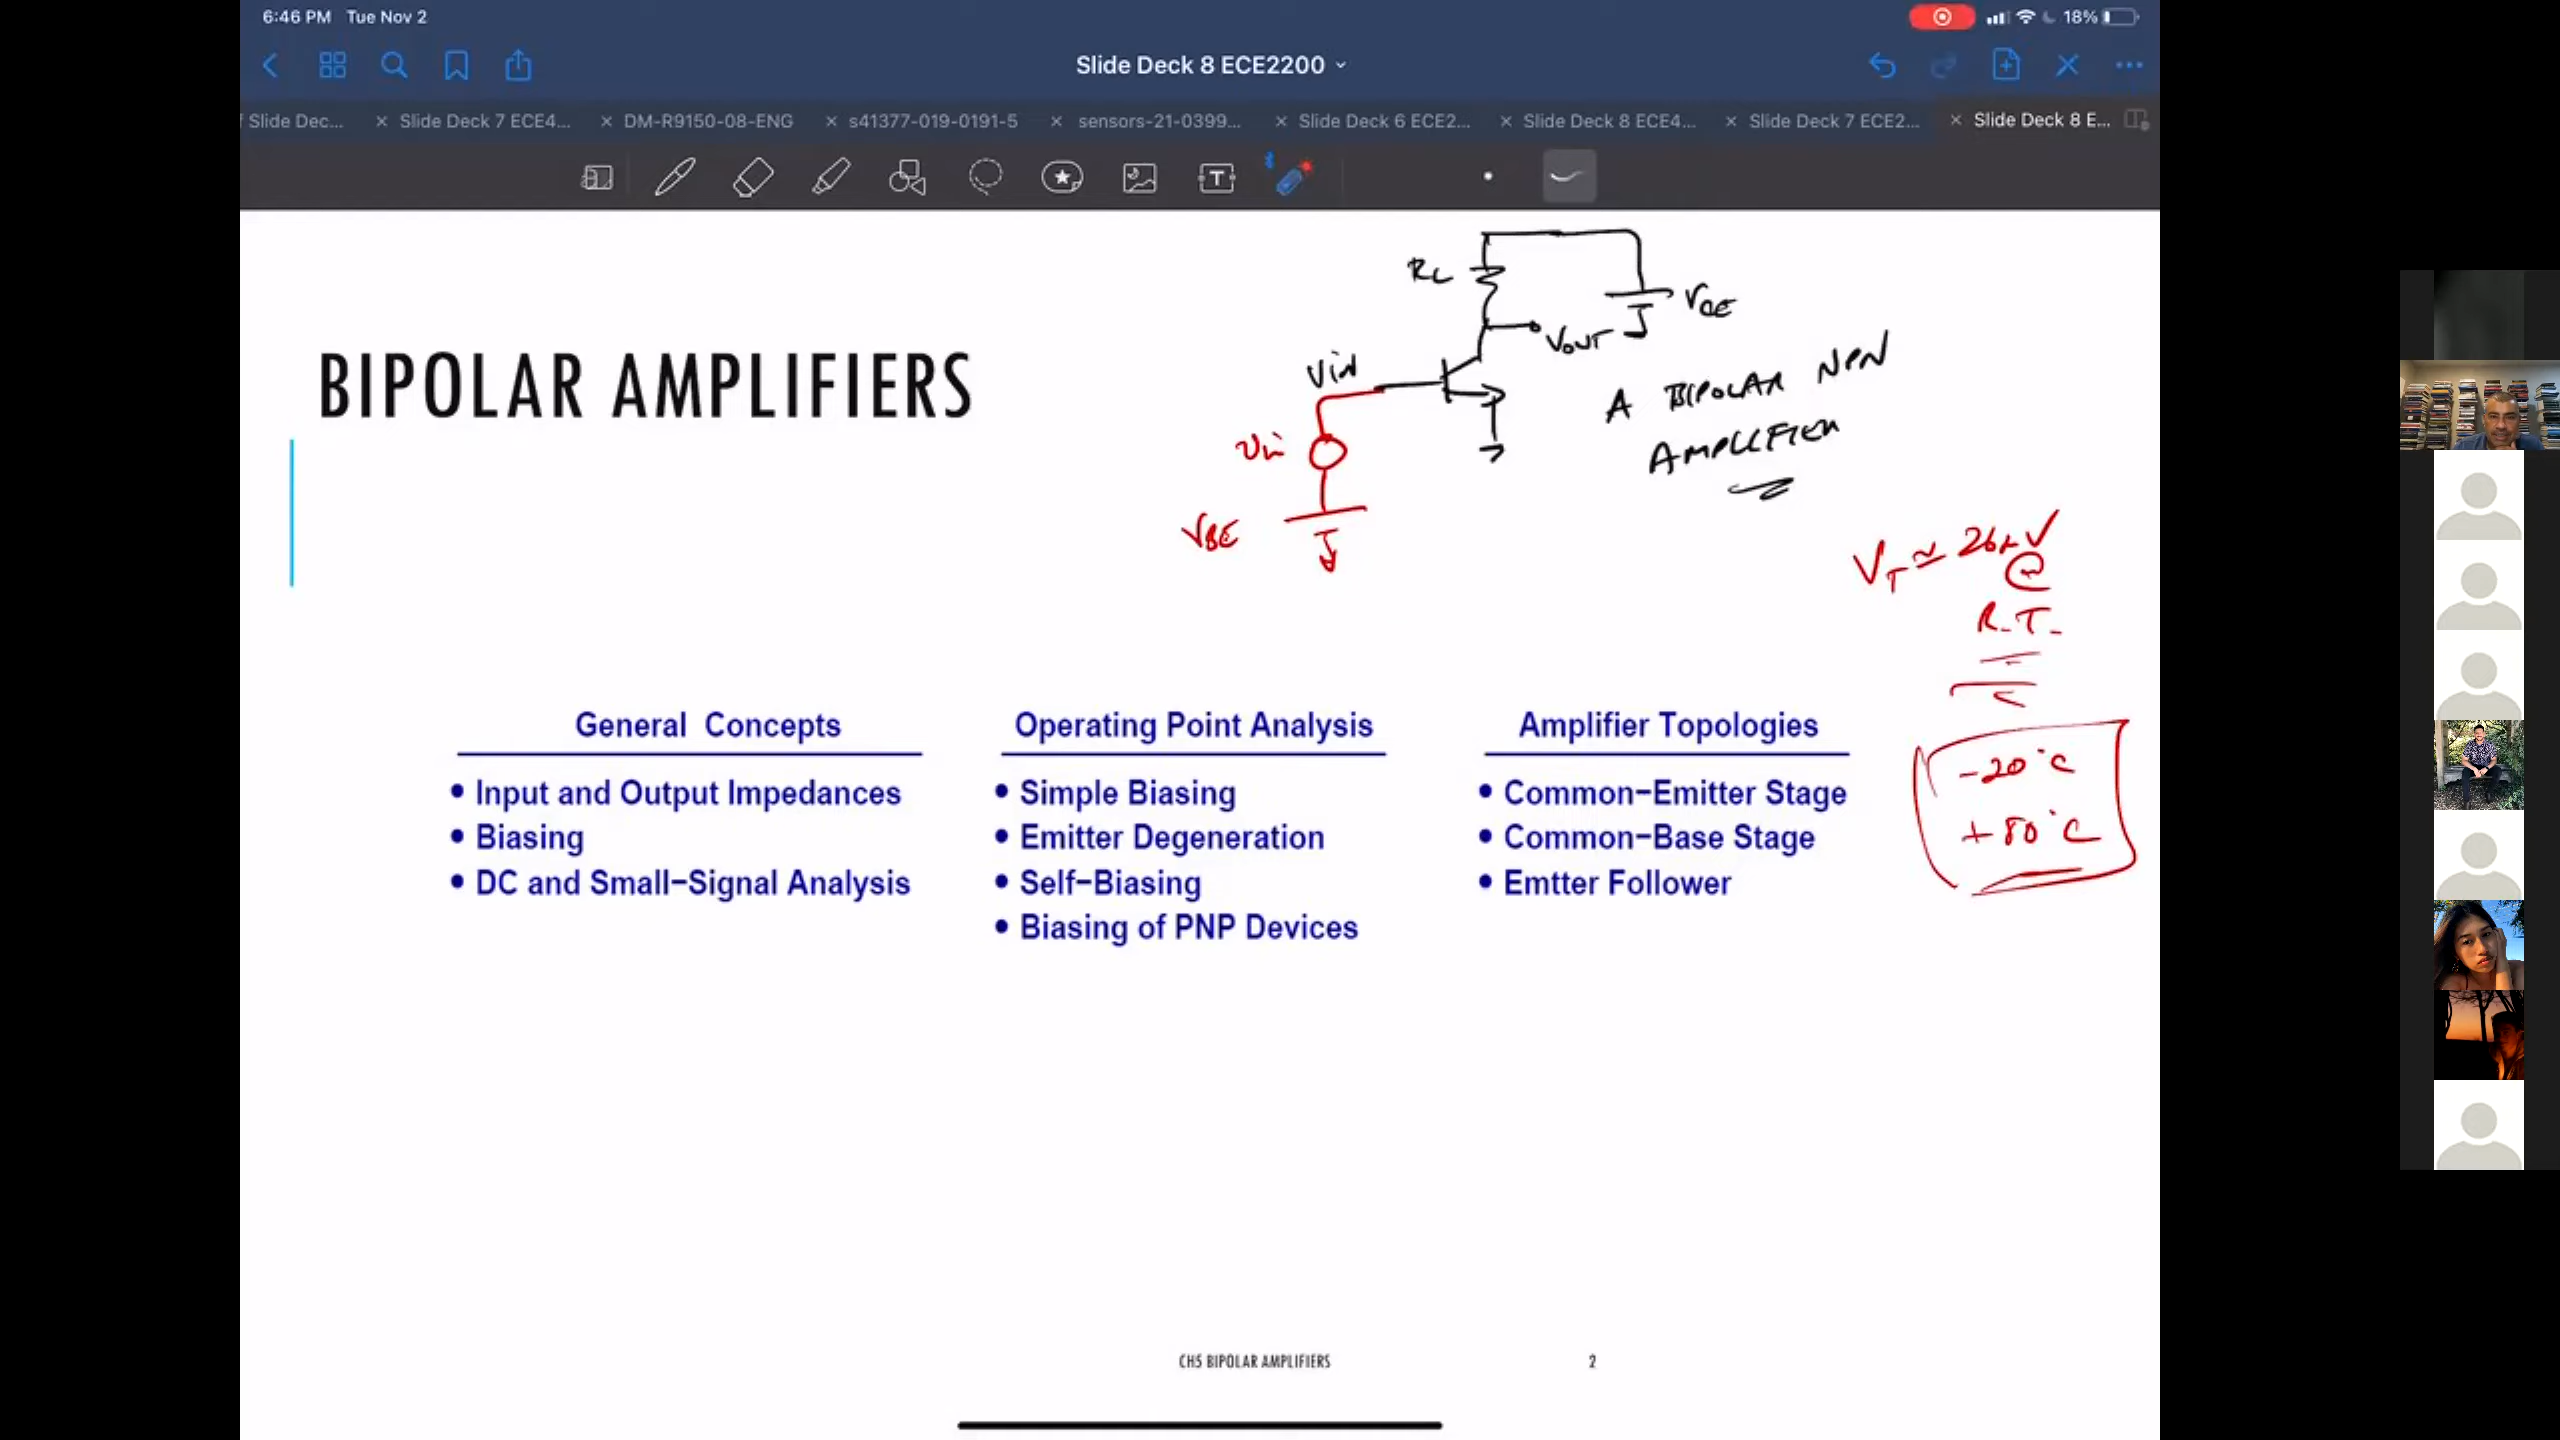 6:46 PM Tue Nov 2
18%
Slide Deck 8 ECE2200
f Slide Dec...
Slide Deck 7 ECE4...
DM-R9150-08-ENG
s41377-019-0191-5
sensors-21-0399...
Slide Deck 6 ECE2...
Slide Deck 8 ECE4...
Slide Deck 7 ECE2...
Slide Deck 8 E...
T
BIPOLAR AMPLIFIERS
RC
VCE
VOUT
Vin
A BIPOLAR NPN
AMPLIFIER
Vin
VBE
VT ≃ 26mV
@
R.T.
-20°C
+80°C
General Concepts
• Input and Output Impedances
• Biasing
• DC and Small-Signal Analysis
Operating Point Analysis
• Simple Biasing
• Emitter Degeneration
• Self-Biasing
• Biasing of PNP Devices
Amplifier Topologies
• Common-Emitter Stage
• Common-Base Stage
• Emtter Follower
CH5 BIPOLAR AMPLIFIERS
2